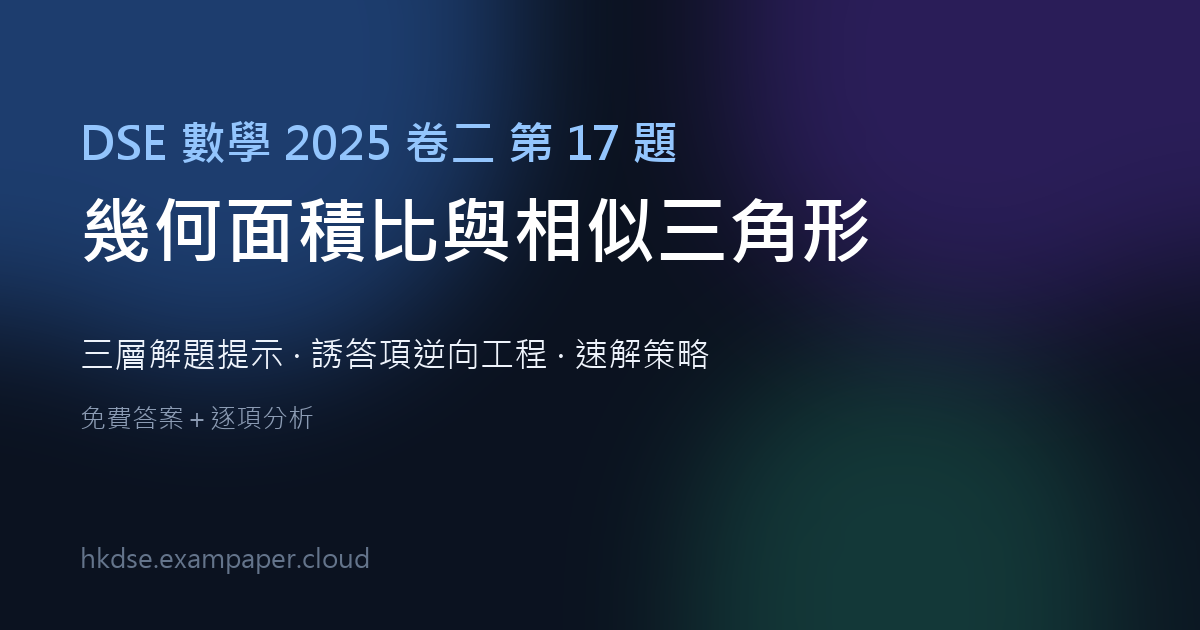 DSE 數學 2025 卷二 第 17 題
幾何面積比與相似三角形
三層解題提示 · 誘答項逆向工程 · 速解策略
免費答案 + 逐項分析
hkdse.exampaper.cloud